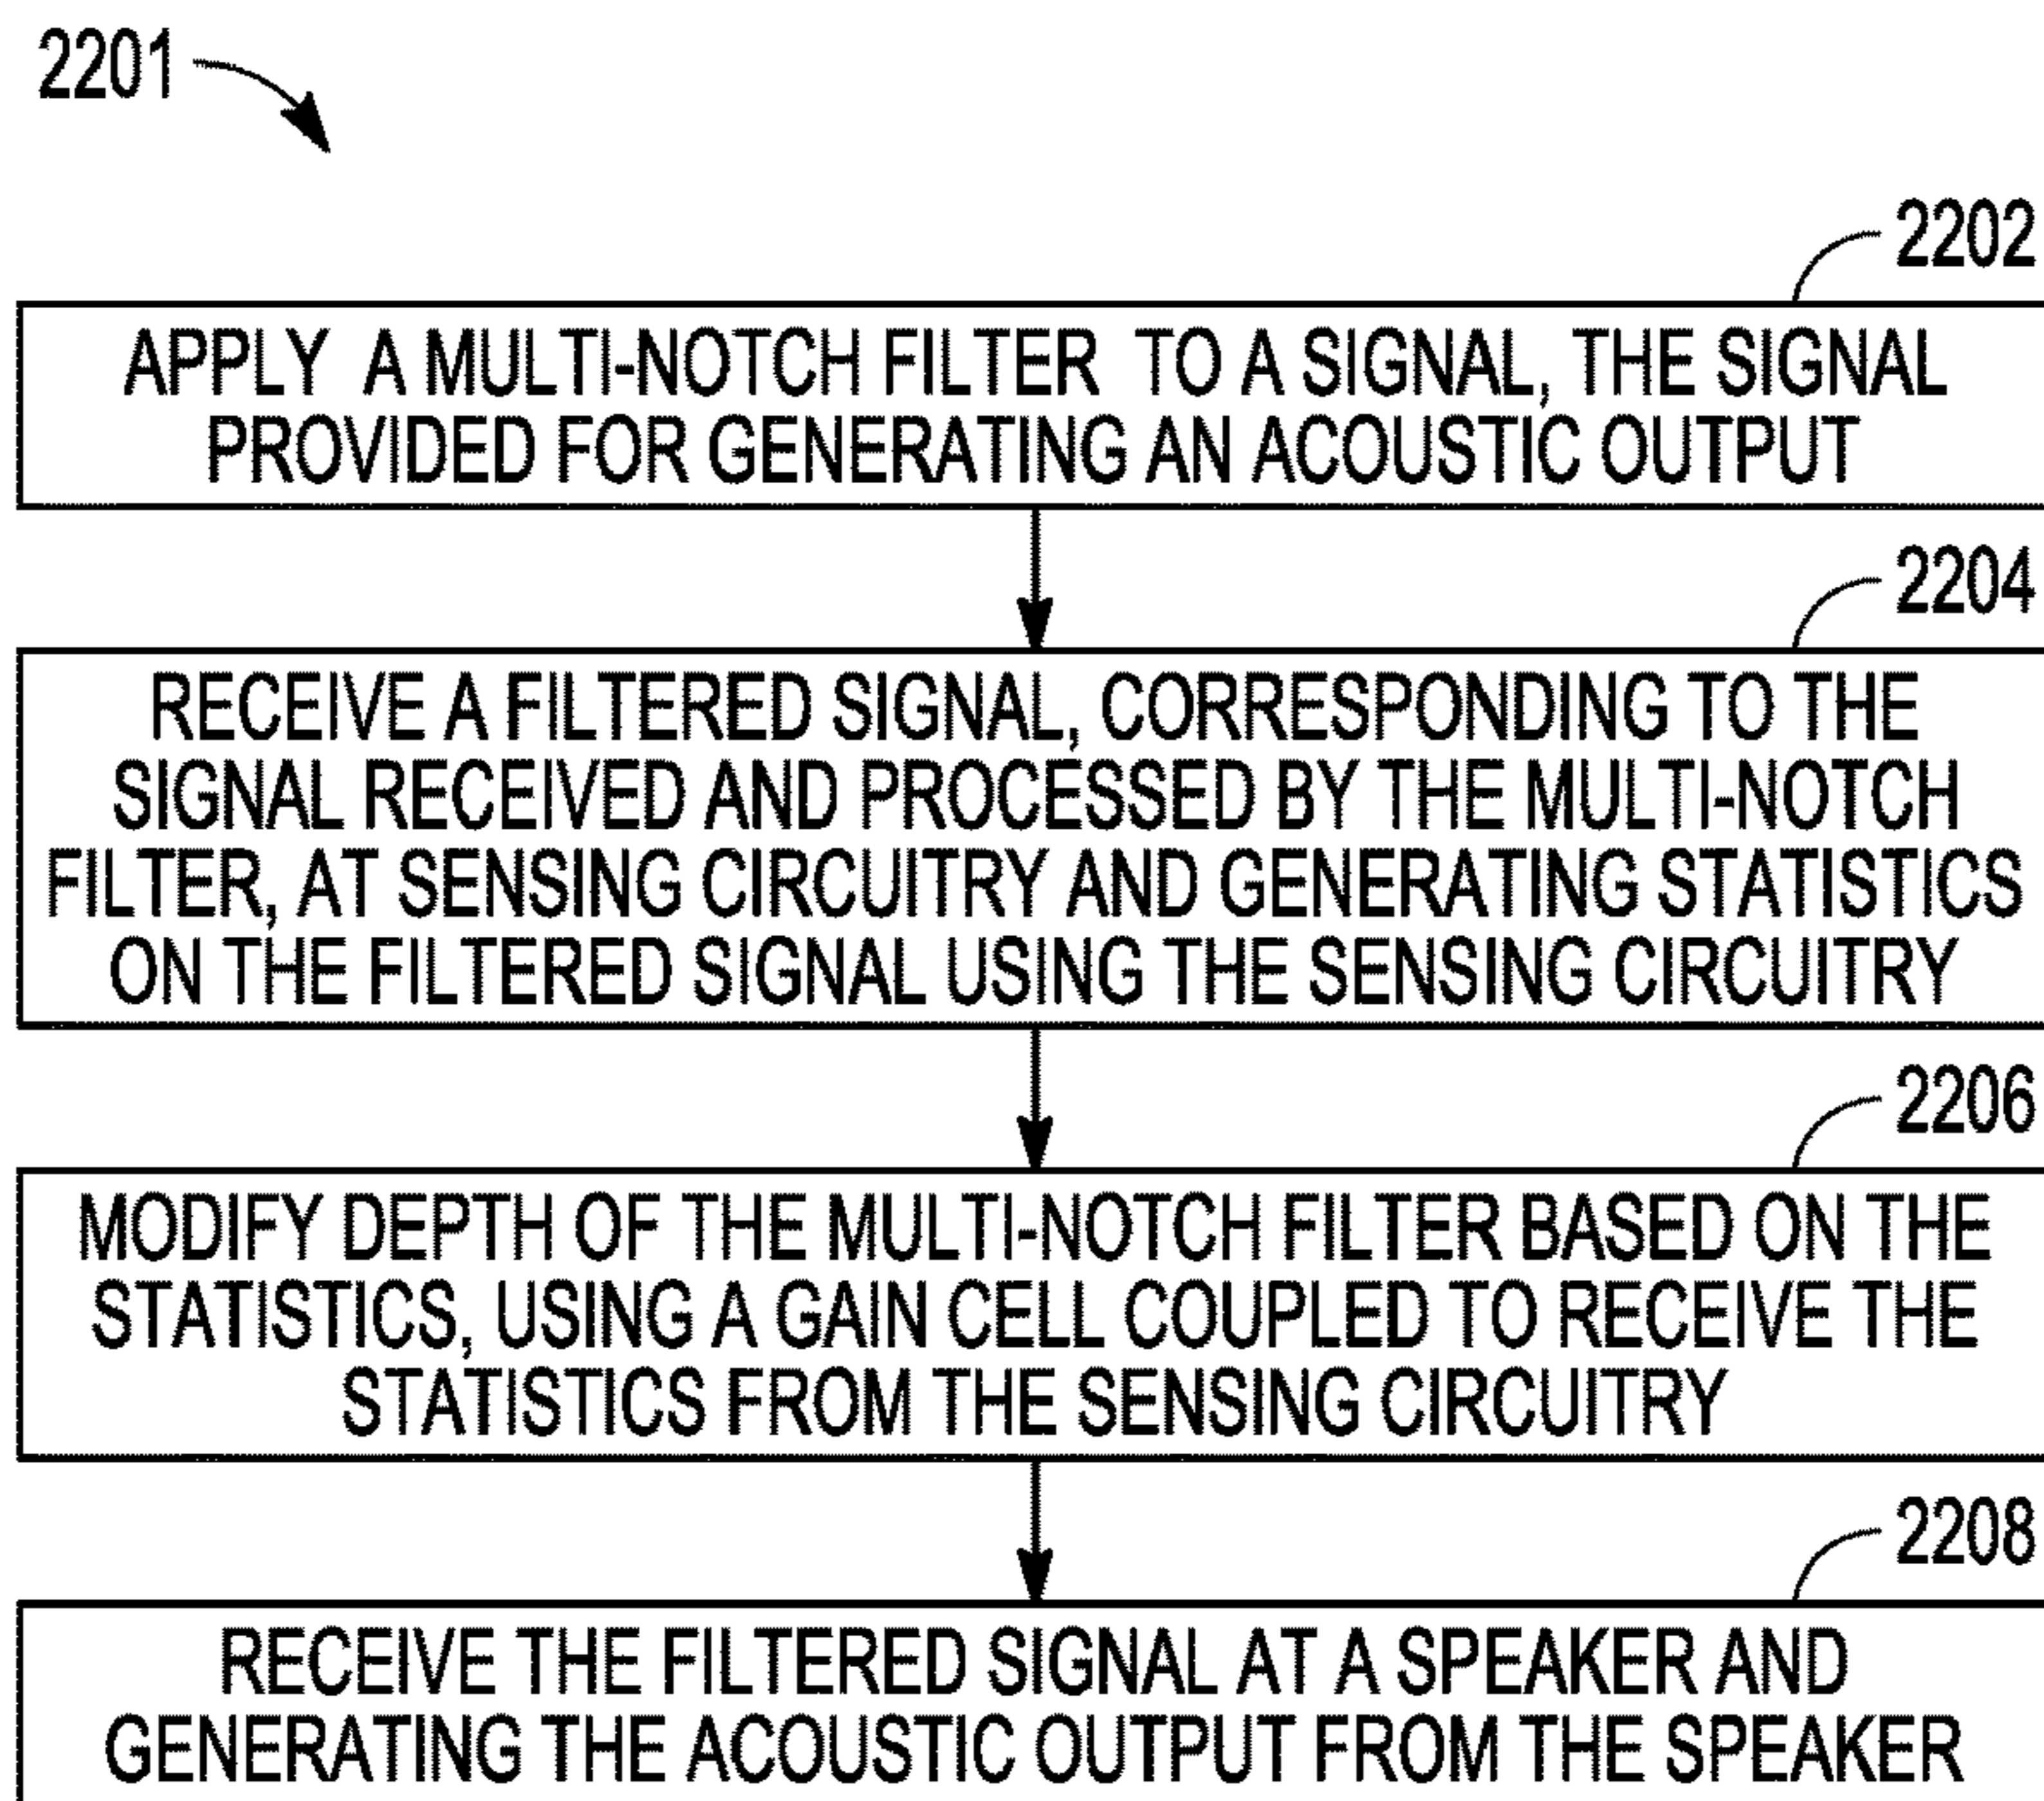 2201
2202
APPLY A MULTI-NOTCH FILTER TO A SIGNAL, THE SIGNAL
PROVIDED FOR GENERATING AN ACOUSTIC OUTPUT
2204
RECEIVE A FILTERED SIGNAL, CORRESPONDING TO THE
SIGNAL RECEIVED AND PROCESSED BY THE MULTI-NOTCH
FILTER, AT SENSING CIRCUITRY AND GENERATING STATISTICS
ON THE FILTERED SIGNAL USING THE SENSING CIRCUITRY
2206
MODIFY DEPTH OF THE MULTI-NOTCH FILTER BASED ON THE
STATISTICS, USING A GAIN CELL COUPLED TO RECEIVE THE
STATISTICS FROM THE SENSING CIRCUITRY
2208
RECEIVE THE FILTERED SIGNAL AT A SPEAKER AND
GENERATING THE ACOUSTIC OUTPUT FROM THE SPEAKER